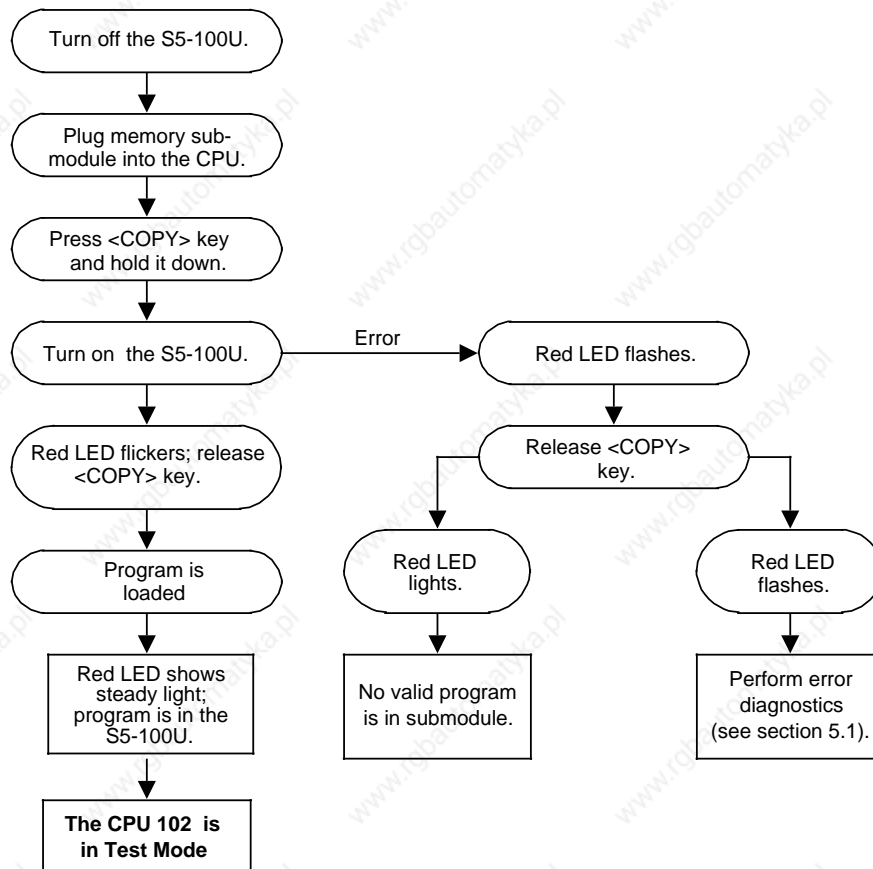 Turn off the S5-100U.
Plug memory sub-
module into the CPU.
Press <COPY> key
and hold it down.
Turn on the S5-100U.
Error
Red LED flashes.
Red LED flickers; release
<COPY> key.
Release <COPY>
key.
Program is
loaded
Red LED
lights.
Red LED
flashes.
Red LED shows
steady light;
program is in the
S5-100U.
No valid program
is in submodule.
Perform error
diagnostics
(see section 5.1).
The CPU 102 is
in Test Mode
www.rgbautomatyka.pl